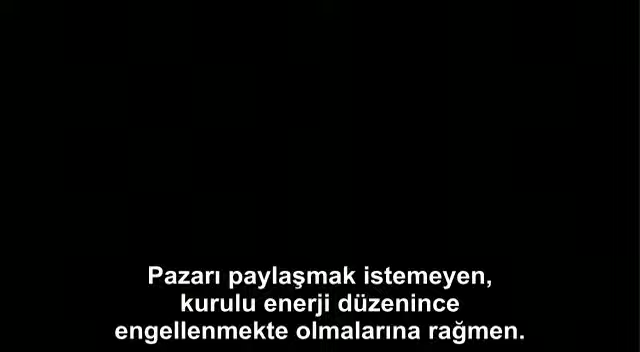 Pazarı paylaşmak istemeyen,
kurulu enerji düzenince
engellenmekte olmalarına rağmen.